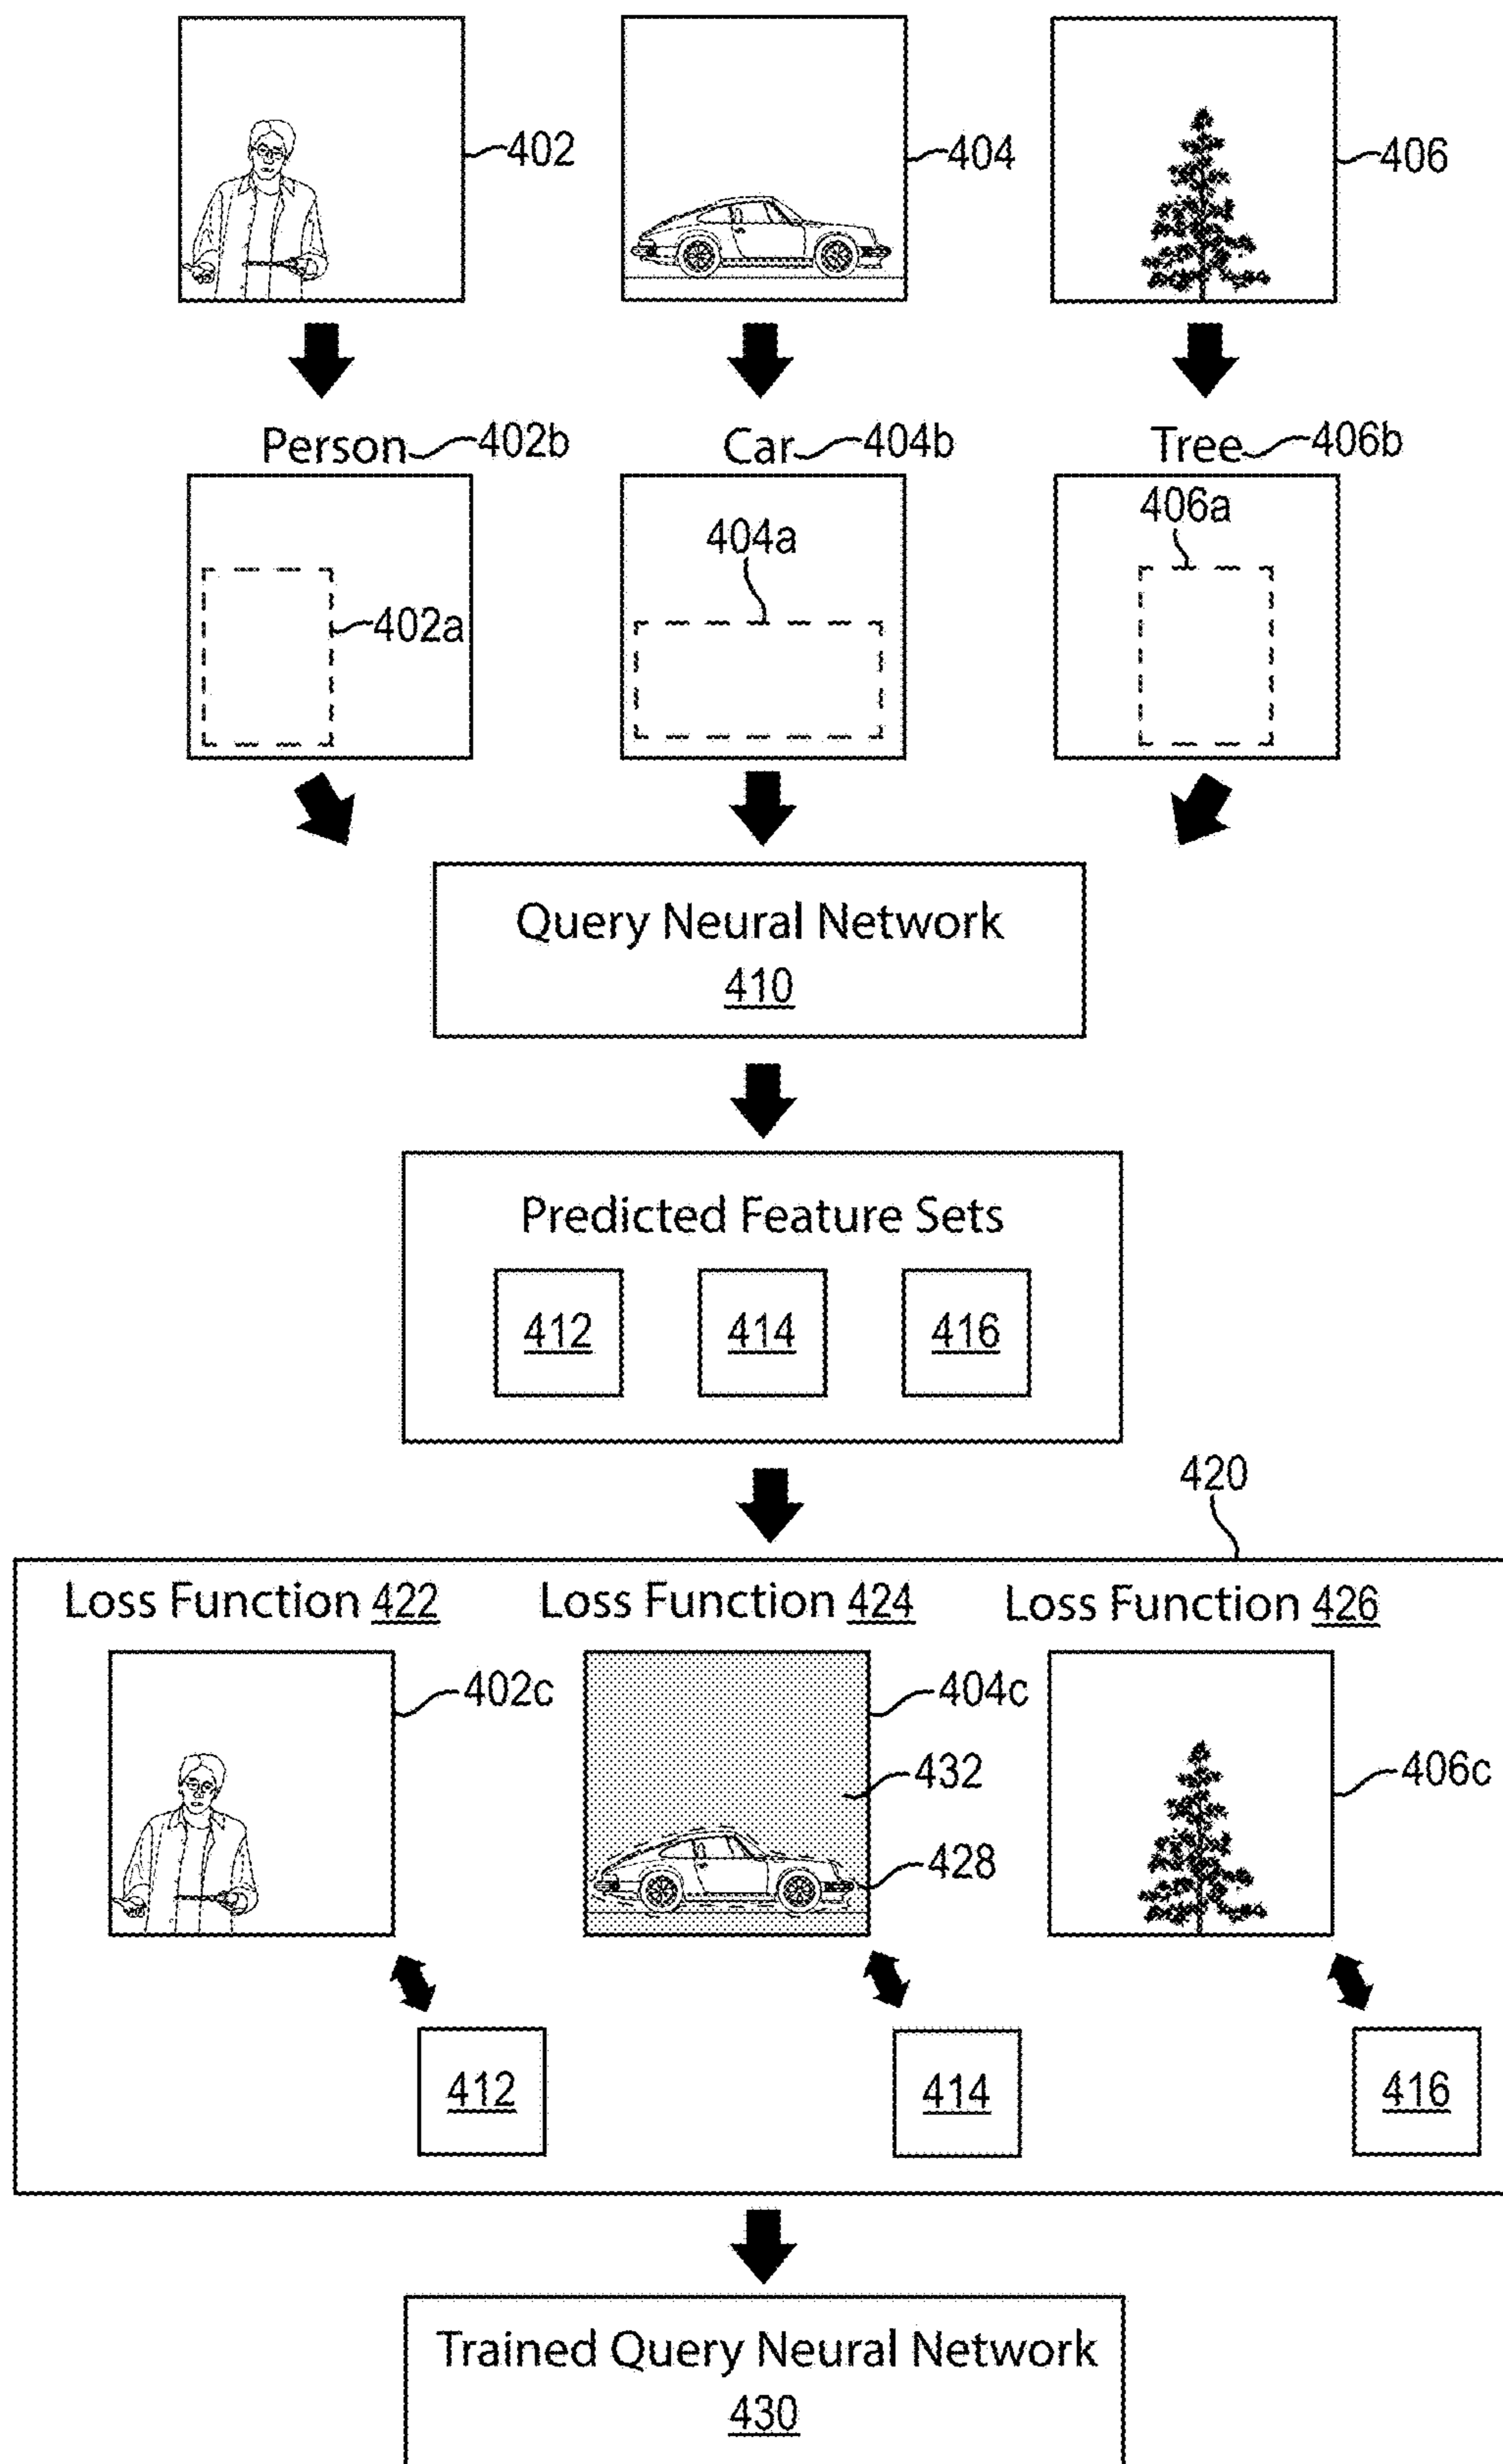 402
404
406
Person 402b
Car 404b
Tree 406b
402a
404a
406a
Query Neural Network
410
Predicted Feature Sets
412
414
416
420
Loss Function 422
Loss Function 424
Loss Function 426
402c
404c
432
428
406c
412
414
416
Trained Query Neural Network
430